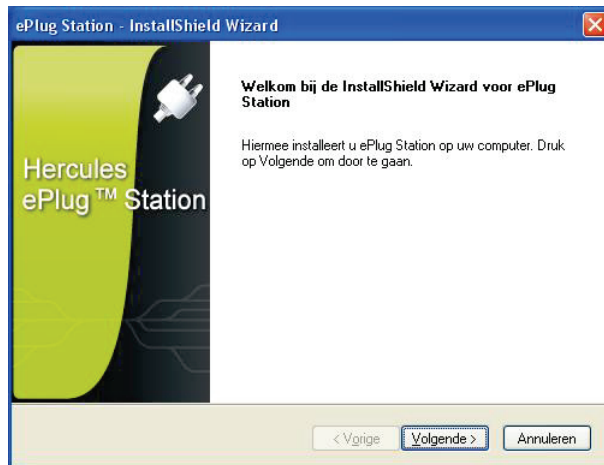 ePlug Station - InstallShield Wizard
Hercules
ePlug™ Station
Welkom bij de InstallShield Wizard voor ePlug
Station
Hiermee installeert u ePlug Station op uw computer. Druk
op Volgende om door te gaan.
< Vorige
Volgende >
Annuleren